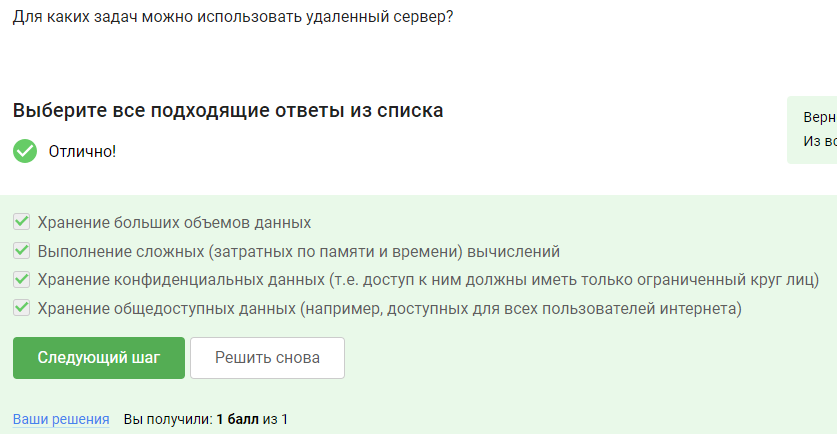 Для каких задач можно использовать удаленный сервер?
Выберите все подходящие ответы из списка
Верн
Отлично!
Из вс
Хранение больших объемов данных
Выполнение сложных (затратных по памяти и времени) вычислений
Хранение конфиденциальных данных (т.е. доступ к ним должны иметь только ограниченный круг лиц)
Хранение общедоступных данных (например, доступных для всех пользователей интернета)
Следующий шаг Решить снова
Ваши решения Вы получили: 1 балл из 1